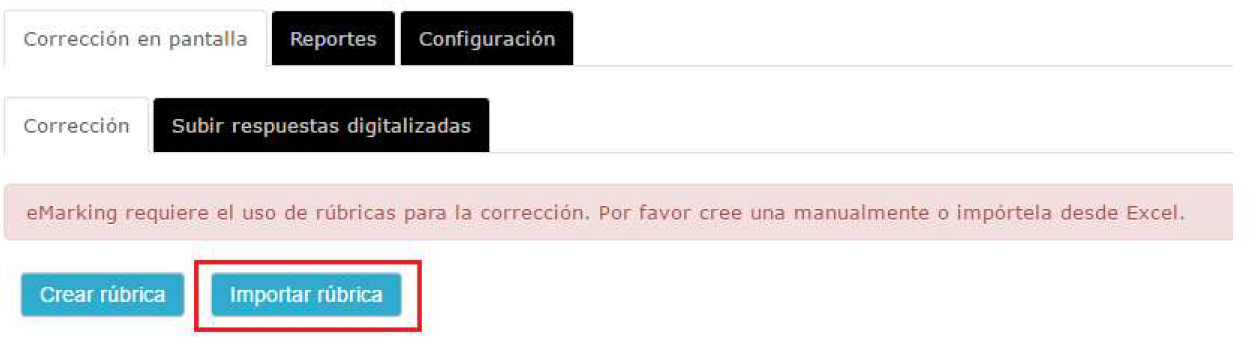 Corrección en pantalla Reportes Configuración
Corrección Subir respuestas digitalizadas
eMarking requiere el uso de rúbricas para la corrección. Por favor cree una manualmente o impórtela desde Excel.
Crear rúbrica Importar rúbrica